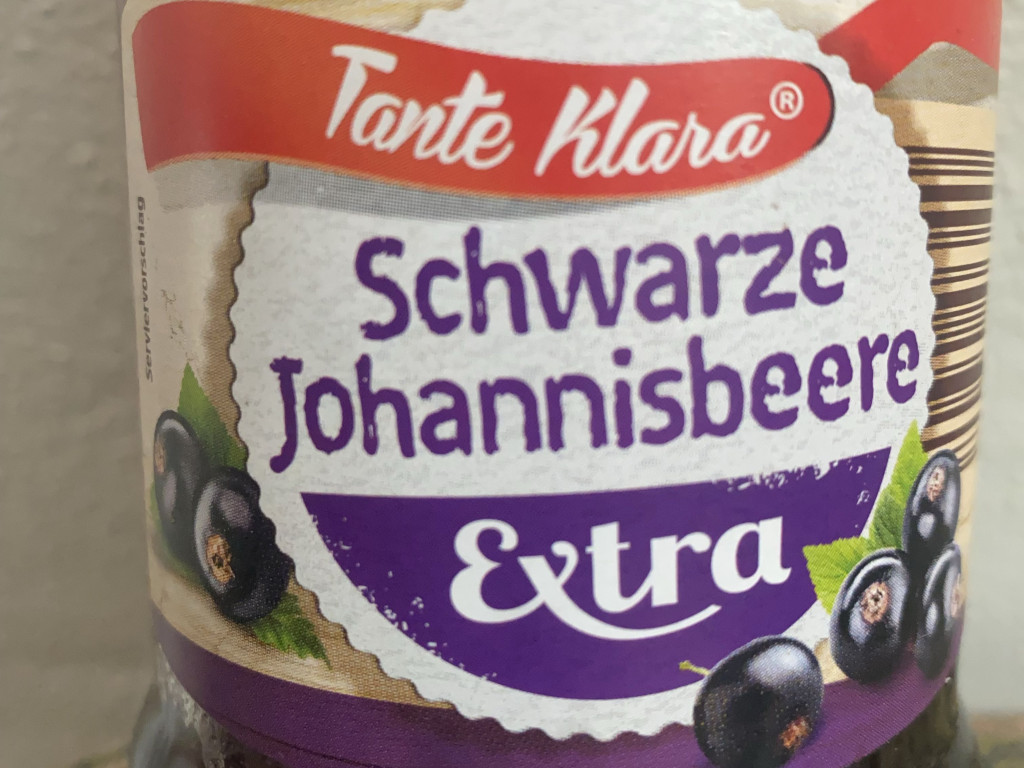 Tante Klara®
Schwarze
Johannisbeere
Extra
Serviervorschlag